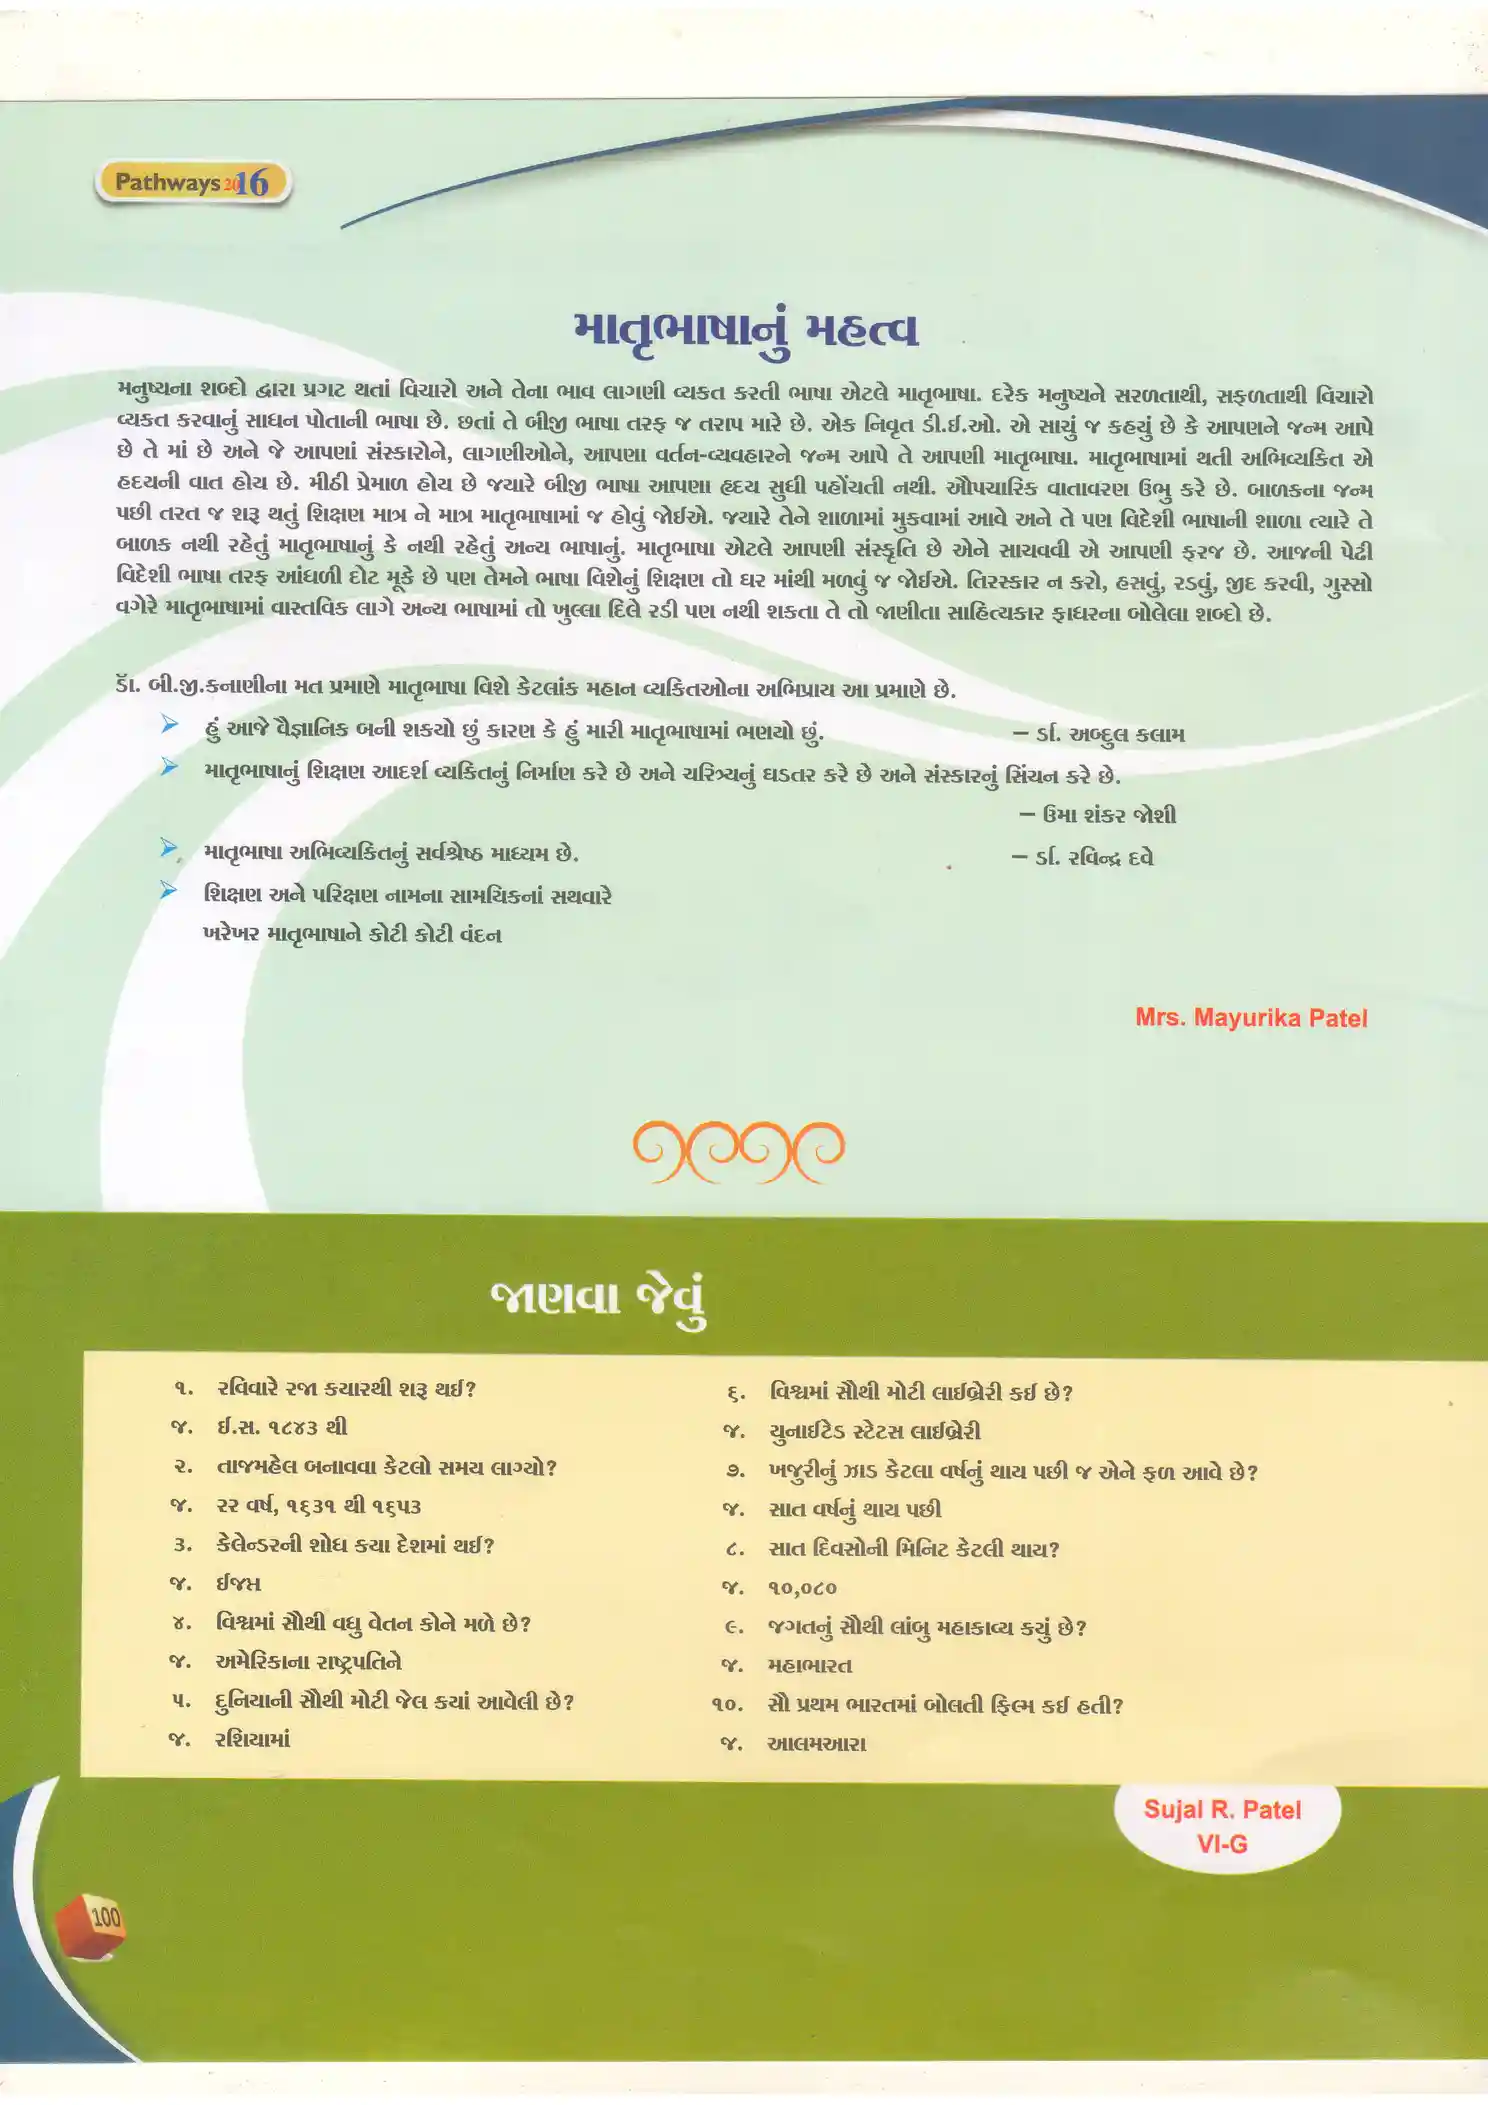 Pathways 2016
માતૃભાષાનું મહત્વ
મનુષ્યના શબ્દો દ્વારા પ્રગટ થતાં વિચારો અને તેના ભાવ લાગણી વ્યકત કરતી ભાષા એટલે માતૃભાષા. દરેક મનુષ્યને સરળતાથી, સફળતાથી વિચારો
વ્યકત કરવાનું સાધન પોતાની ભાષા છે. છતાં તે બીજી ભાષા તરફ જ તરાપ મારે છે. એક નિવૃત ડી.ઈ.ઓ. એ સાચું જ કહયું છે કે આપણને જન્મ આપે
છે તે માં છે અને જે આપણાં સંસ્કારોને, લાગણીઓને, આપણા વર્તન-વ્યવહારને જન્મ આપે તે આપણી માતૃભાષા. માતૃભાષામાં થતી અભિવ્યકિત એ
હદયની વાત હોય છે. મીઠી પ્રેમાળ હોય છે જયારે બીજી ભાષા આપણા હૃદય સુધી પહોંચતી નથી. ઔપચારિક વાતાવરણ ઉભુ કરે છે. બાળકના જન્મ
પછી તરત જ શરૂ થતું શિક્ષણ માત્ર ને માત્ર માતૃભાષામાં જ હોવું જોઈએ. જયારે તેને શાળામાં મુકવામાં આવે અને તે પણ વિદેશી ભાષાની શાળા ત્યારે તે
બાળક નથી રહેતું માતૃભાષાનું કે નથી રહેતું અન્ય ભાષાનું. માતૃભાષા એટલે આપણી સંસ્કૃતિ છે એને સાચવવી એ આપણી ફરજ છે. આજની પેઢી
વિદેશી ભાષા તરફ આંધળી દોટ મૂકે છે પણ તેમને ભાષા વિશેનું શિક્ષણ તો ઘર માંથી મળવું જ જોઈએ. તિરસ્કાર ન કરો, હસવું, રડવું, જીદ કરવી, ગુસ્સો
વગેરે માતૃભાષામાં વાસ્તવિક લાગે અન્ય ભાષામાં તો ખુલ્લા દિલે રડી પણ નથી શકતા તે તો જાણીતા સાહિત્યકાર ફાધરના બોલેલા શબ્દો છે.
ડૉ. બી.જી.કનાણીના મત પ્રમાણે માતૃભાષા વિશે કેટલાંક મહાન વ્યકિતઓના અભિપ્રાય આ પ્રમાણે છે.
➢ હું આજે વૈજ્ઞાનિક બની શકયો છું કારણ કે હું મારી માતૃભાષામાં ભણયો છું. – ર્ડા. અબ્દુલ કલામ
➢ માતૃભાષાનું શિક્ષણ આદર્શ વ્યકિતનું નિર્માણ કરે છે અને ચરિત્ર્યનું ઘડતર કરે છે અને સંસ્કારનું સિંચન કરે છે.
– ઉમા શંકર જોશી
➢ માતૃભાષા અભિવ્યકિતનું સર્વશ્રેષ્ઠ માધ્યમ છે. – ર્ડા. રવિન્દ્ર દવે
➢ શિક્ષણ અને પરિક્ષણ નામના સામયિકનાં સથવારે
ખરેખર માતૃભાષાને કોટી કોટી વંદન
Mrs. Mayurika Patel
જાણવા જેવું
૧. રવિવારે રજા કયારથી શરૂ થઈ?
જ. ઈ.સ. ૧૮૪૩ થી
૨. તાજમહેલ બનાવવા કેટલો સમય લાગ્યો?
જ. ૨૨ વર્ષ, ૧૬૩૧ થી ૧૬૫૩
૩. કેલેન્ડરની શોધ કયા દેશમાં થઈ?
જ. ઈજપ્ત
૪. વિશ્વમાં સૌથી વધુ વેતન કોને મળે છે?
જ. અમેરિકાના રાષ્ટ્રપતિને
૫. દુનિયાની સૌથી મોટી જેલ કયાં આવેલી છે?
જ. રશિયામાં
૬. વિશ્વમાં સૌથી મોટી લાઈબ્રેરી કઈ છે?
જ. યુનાઈટેડ સ્ટેટસ લાઈબ્રેરી
૭. ખજુરીનું ઝાડ કેટલા વર્ષનું થાય પછી જ એને ફળ આવે છે?
જ. સાત વર્ષનું થાય પછી
૮. સાત દિવસોની મિનિટ કેટલી થાય?
જ. ૧૦,૦૮૦
૯. જગતનું સૌથી લાંબુ મહાકાવ્ય કયું છે?
જ. મહાભારત
૧૦. સૌ પ્રથમ ભારતમાં બોલતી ફિલ્મ કઈ હતી?
જ. આલમઆરા
Sujal R. Patel
VI-G
100